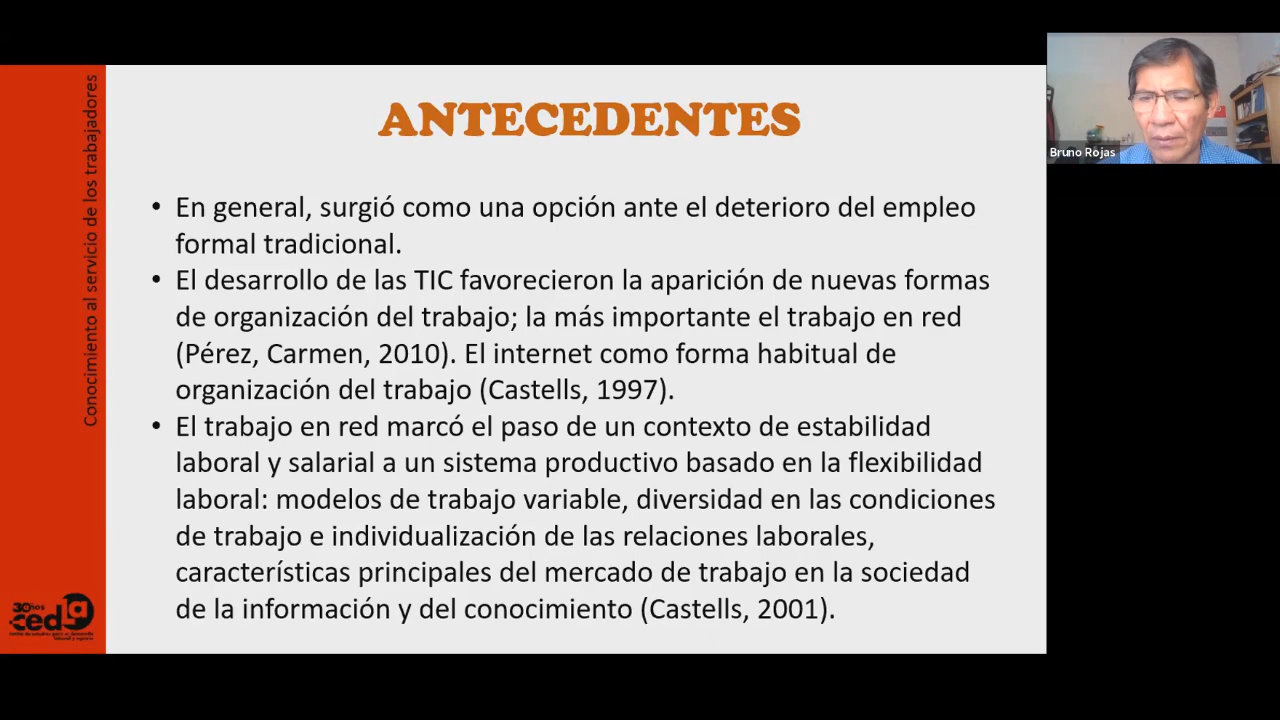 Conocimiento al servicio de los trabajadores
ANTECEDENTES
• En general, surgió como una opción ante el deterioro del empleo
formal tradicional.
• El desarrollo de las TIC favorecieron la aparición de nuevas formas
de organización del trabajo; la más importante el trabajo en red
(Pérez, Carmen, 2010). El internet como forma habitual de
organización del trabajo (Castells, 1997).
• El trabajo en red marcó el paso de un contexto de estabilidad
laboral y salarial a un sistema productivo basado en la flexibilidad
laboral: modelos de trabajo variable, diversidad en las condiciones
de trabajo e individualización de las relaciones laborales,
características principales del mercado de trabajo en la sociedad
de la información y del conocimiento (Castells, 2001).
30años
cedla
Bruno Rojas